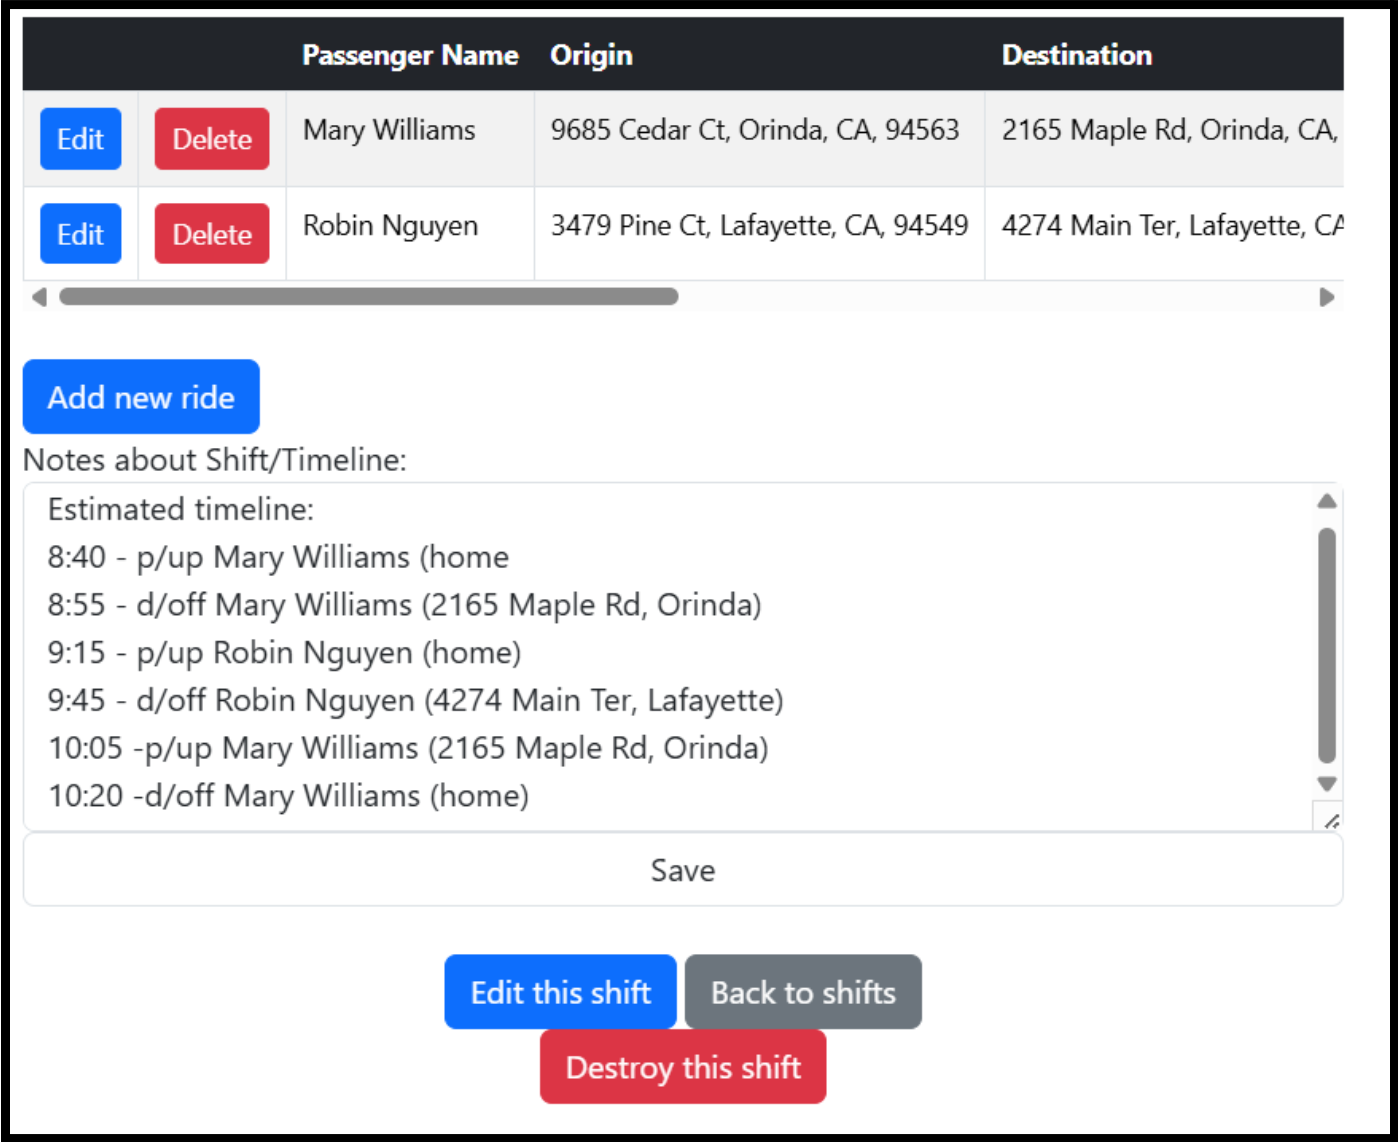 Passenger Name Origin Destination
Edit Delete Mary Williams 9685 Cedar Ct, Orinda, CA, 94563 2165 Maple Rd, Orinda, CA,
Edit Delete Robin Nguyen 3479 Pine Ct, Lafayette, CA, 94549 4274 Main Ter, Lafayette, CA
Add new ride
Notes about Shift/Timeline:
Estimated timeline:
8:40 - p/up Mary Williams (home
8:55 - d/off Mary Williams (2165 Maple Rd, Orinda)
9:15 - p/up Robin Nguyen (home)
9:45 - d/off Robin Nguyen (4274 Main Ter, Lafayette)
10:05 -p/up Mary Williams (2165 Maple Rd, Orinda)
10:20 -d/off Mary Williams (home)
Save
Edit this shift Back to shifts
Destroy this shift